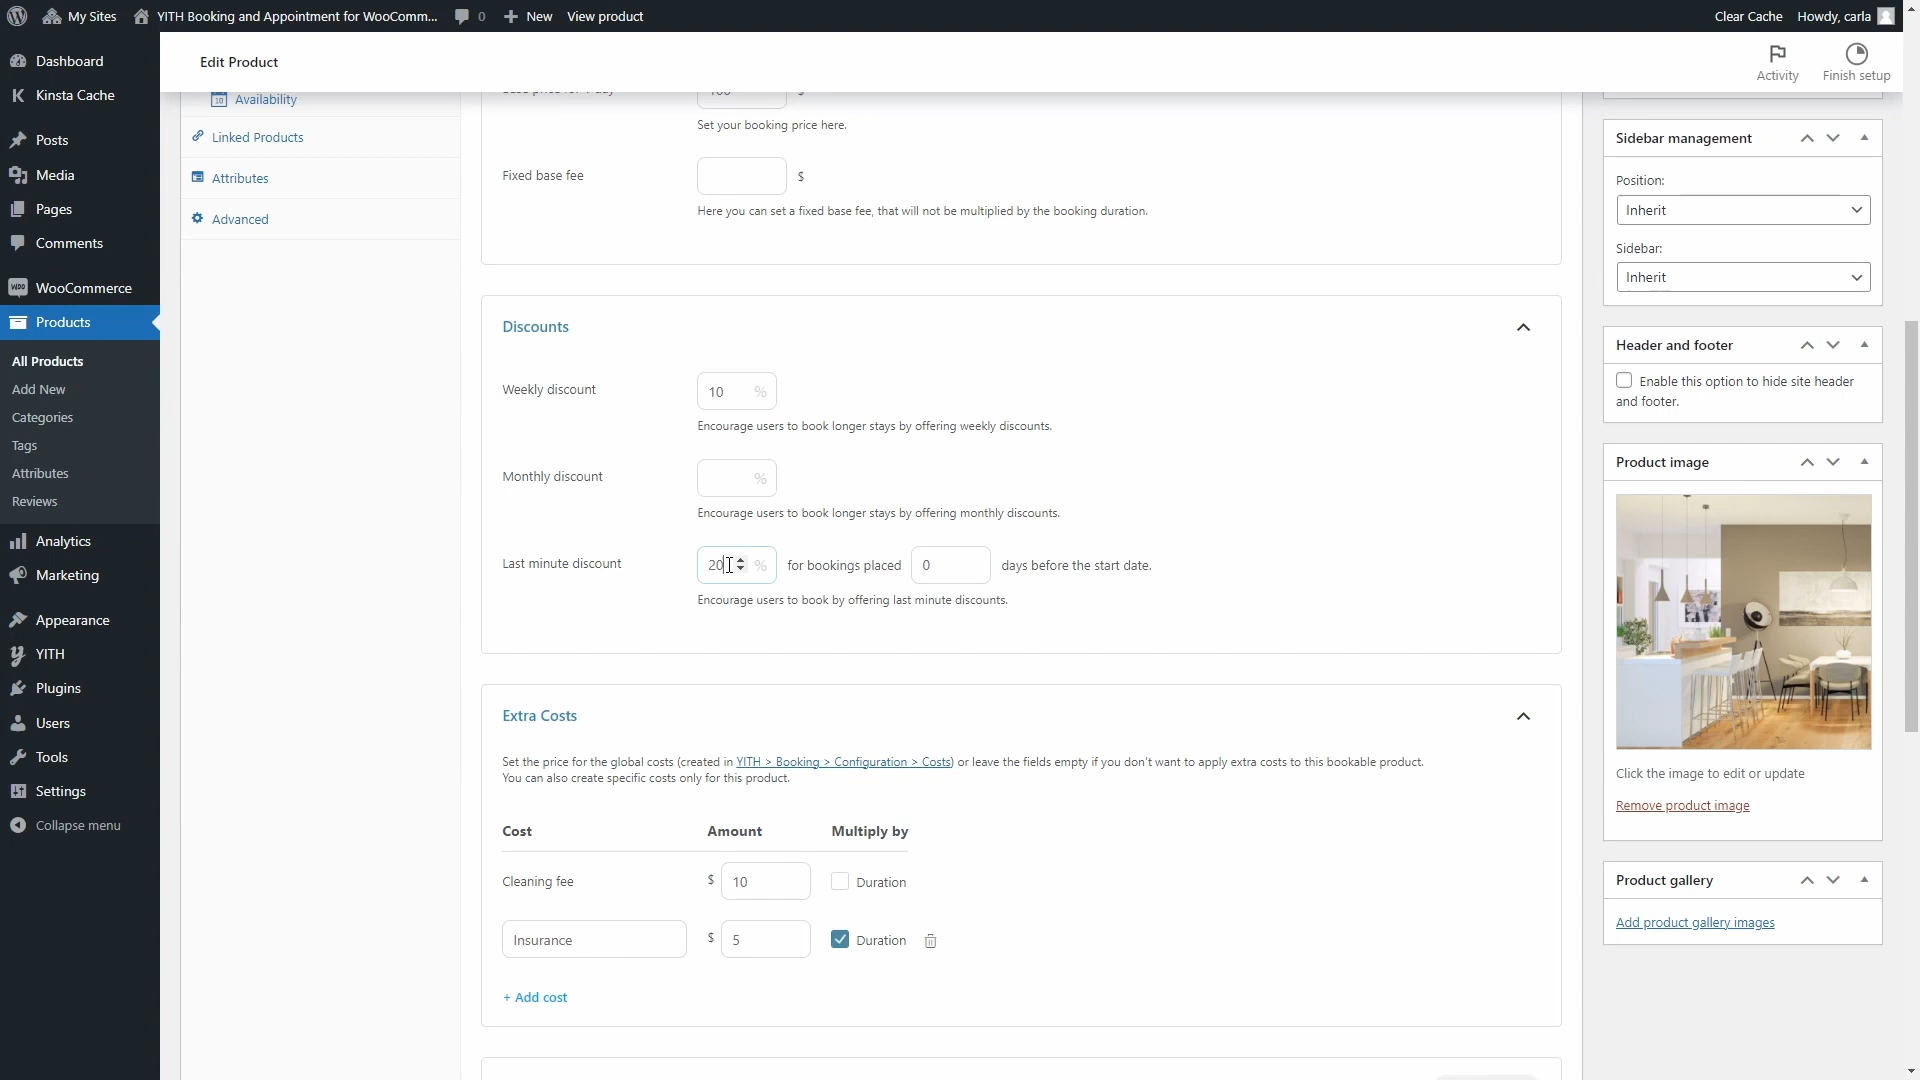 My Sites
YITH Booking and Appointment for WooComm...
0
New
View product
Clear Cache
Howdy, carla
Dashboard
Kinsta Cache
Posts
Media
Pages
Comments
WooCommerce
Products
All Products
Add New
Categories
Tags
Attributes
Reviews
Analytics
Marketing
Appearance
YITH
Plugins
Users
Tools
Settings
Collapse menu
Edit Product
Activity
Finish setup
Availability
Linked Products
Attributes
Advanced
Set your booking price here.
Fixed base fee
$
Here you can set a fixed base fee, that will not be multiplied by the booking duration.
Discounts
Weekly discount
10 %
Encourage users to book longer stays by offering weekly discounts.
Monthly discount
%
Encourage users to book longer stays by offering monthly discounts.
Last minute discount
20 % for bookings placed 0 days before the start date.
Encourage users to book by offering last minute discounts.
Extra Costs
Set the price for the global costs (created in YITH > Booking > Configuration > Costs) or leave the fields empty if you don't want to apply extra costs to this bookable product.
You can also create specific costs only for this product.
Cost Amount Multiply by
Cleaning fee $ 10 Duration
Insurance $ 5 Duration
+ Add cost
Sidebar management
Position:
Inherit
Sidebar:
Inherit
Header and footer
Enable this option to hide site header
and footer.
Product image
Click the image to edit or update
Remove product image
Product gallery
Add product gallery images